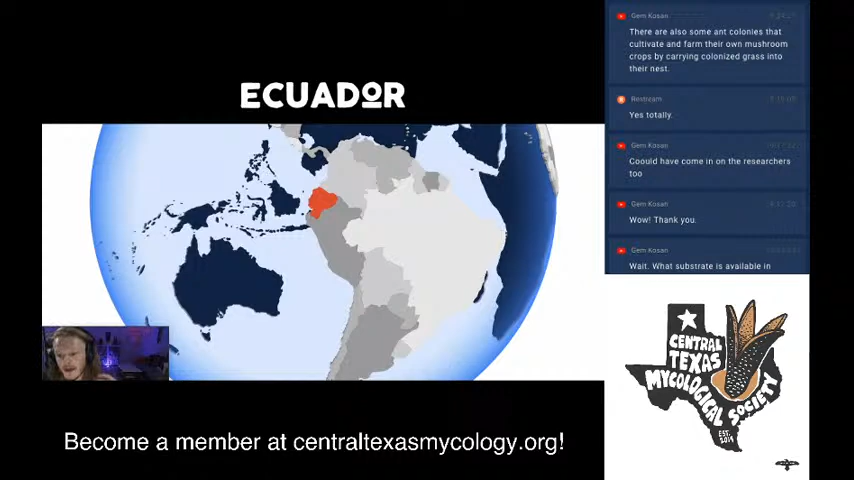 ECUADOR
Become a member at centraltexasmycology.org!
Gem Kosan
There are also some ant colonies that
cultivate and farm their own mushroom
crops by carrying colonized grass into
their nest.
Restream
Yes totally.
Gem Kosan
Coould have come in on the researchers
too
Gem Kosan
Wow! Thank you.
Gem Kosan
Wait. What substrate is available in
CENTRAL
TEXAS
MYCOLOGICAL SOCIETY
EST.
2019